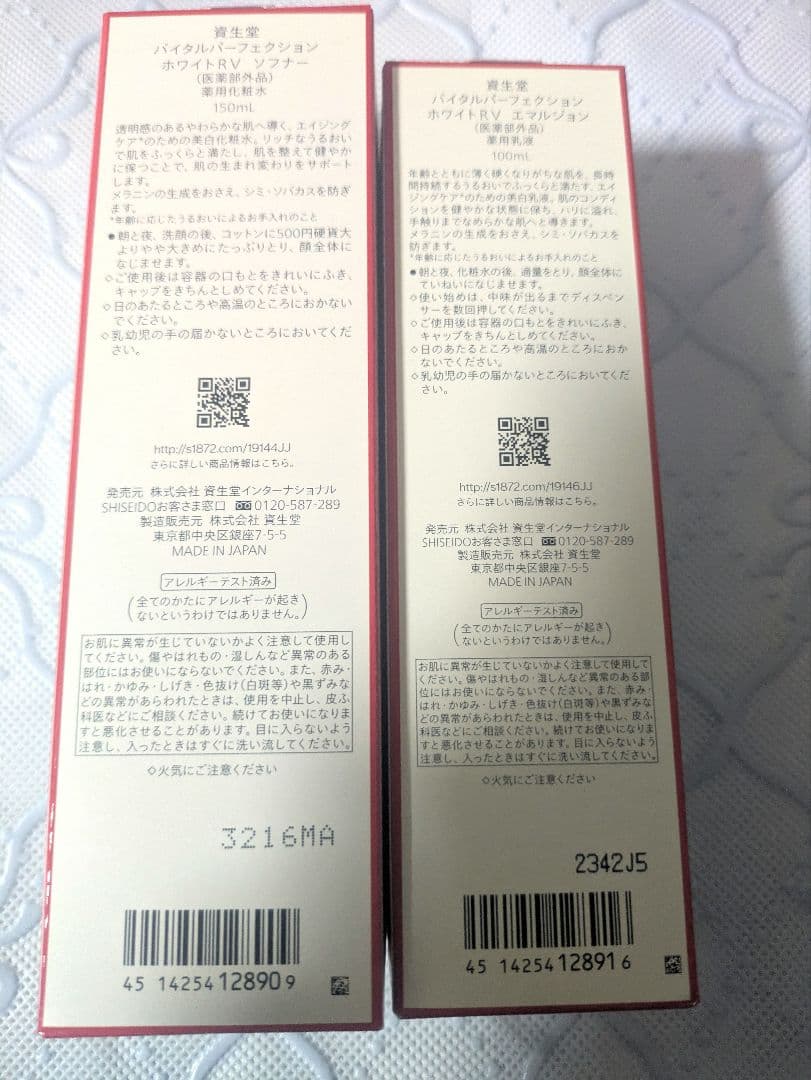 資生堂
バイタルパーフェクション
ホワイトRV ソフナー
(医薬部外品)
薬用化粧水
150mL
透明感のあるやわらかな肌へ導く、エイジング
ケア*のための美白化粧水。リッチなうるおい
で肌をふっくらと満たし、肌を整えて健やか
に保つことで、肌の生まれ変わりをサポート
します。
メラニンの生成をおさえ、シミ・ソバカスを防ぎ
ます。
*年齢に応じたうるおいによるお手入れのこと
●朝と夜、洗顔の後、コットンに500円硬貨大
よりやや大きめにたっぷりとり、顔全体に
なじませます。
◇ご使用後は容器の口もとをきれいにふき、
キャップをきちんとしめてください。
◇日のあたるところや高温のところにおかない
でください。
◇乳幼児の手の届かないところにおいてくだ
さい。
http://s1872.com/19144JJ
さらに詳しい商品情報はこちら。
発売元 株式会社 資生堂インターナショナル
SHISEIDOお客さま窓口 0120-587-289
製造販売元 株式会社 資生堂
東京都中央区銀座7-5-5
MADE IN JAPAN
アレルギーテスト済み
(全てのかたにアレルギーが起き
ないというわけではありません。)
お肌に異常が生じていないかよく注意して使用し
てください。傷やはれもの・湿しんなど異常のある
部位にはお使いにならないでください。また、赤み・
はれ・かゆみ・しげき・色抜け(白斑等)や黒ずみな
どの異常があらわれたときは、使用を中止し、皮ふ
科医などにご相談ください。続けてお使いになりま
すと悪化させることがあります。目に入らないよう
注意し、入ったときはすぐに洗い流してください。
◇火気にご注意ください
3216MA
45 14254 12890 9
資生堂
バイタルパーフェクション
ホワイトRV エマルジョン
(医薬部外品)
薬用乳液
100mL
年齢とともに薄く硬くなりがちな肌を、長時
間持続するうるおいでふっくらと満たす、エイ
ジングケア*のための美白乳液。肌のコンディ
ションを健やかな状態に保ち、ハリに溢れ、
手触りまでなめらかな肌へと導きます。
メラニンの生成をおさえ、シミ・ソバカスを
防ぎます。
*年齢に応じたうるおいによるお手入れのこと
●朝と夜、化粧水の後、適量をとり、顔全体に
ていねいになじませます。
◇使い始めは、中味が出るまでディスペン
サーを数回押してください。
◇ご使用後は容器の口もとをきれいにふき、
キャップをきちんとしめてください。
◇日のあたるところや高温のところにおか
ないでください。
◇乳幼児の手の届かないところにおいてくだ
さい。
http://s1872.com/19146JJ
さらに詳しい商品情報はこちら。
発売元 株式会社 資生堂インターナショナル
SHISEIDOお客さま窓口 0120-587-289
製造販売元 株式会社 資生堂
東京都中央区銀座7-5-5
MADE IN JAPAN
アレルギーテスト済み
(全てのかたにアレルギーが起き
ないというわけではありません。)
お肌に異常が生じていないかよく注意して使用して
ください。傷やはれもの・湿しんなど異常のある部
位にはお使いにならないでください。また、赤み・
はれ・かゆみ・しげき・色抜け(白斑等)や黒ずみな
どの異常があらわれたときは、使用を中止し、皮ふ
科医などにご相談ください。続けてお使いになりま
すと悪化させることがあります。目に入らないよう
注意し、入ったときはすぐに洗い流してください。
◇火気にご注意ください
2342J5
45 14254 12891 6